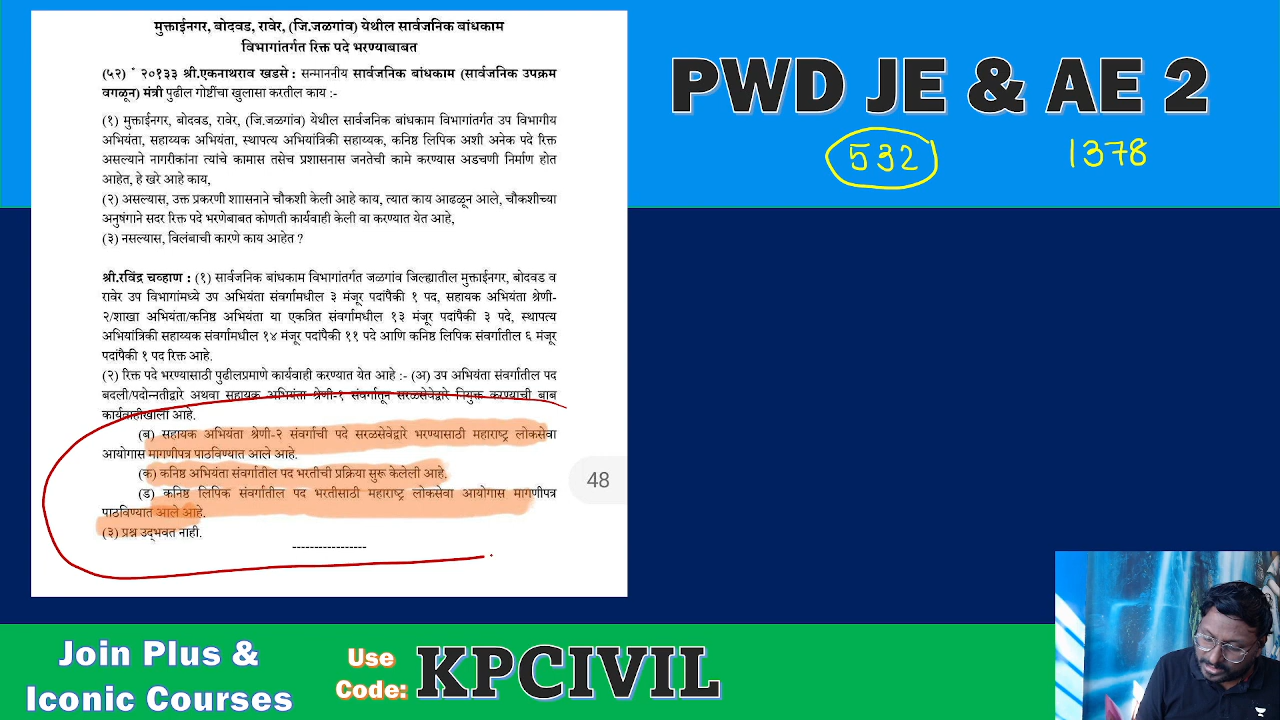 मुक्ताईनगर, बोदवड, रावेर, (जि.जळगांव) येथील सार्वजनिक बांधकाम
विभागांतर्गत रिक्त पदे भरण्याबाबत
(५२) * २०१३३ श्री.एकनाथराव खडसे : सन्माननीय सार्वजनिक बांधकाम (सार्वजनिक उपक्रम
वगळून) मंत्री पुढील गोष्टींचा खुलासा करतील काय :-
(१) मुक्ताईनगर, बोदवड, रावेर, (जि.जळगांव) येथील सार्वजनिक बांधकाम विभागांतर्गत उप विभागीय
अभियंता, सहाय्यक अभियंता, स्थापत्य अभियांत्रिकी सहाय्यक, कनिष्ठ लिपिक अशी अनेक पदे रिक्त
असल्याने नागरीकांना त्यांचे कामास तसेच प्रशासनास जनतेची कामे करण्यास अडचणी निर्माण होत
आहेत, हे खरे आहे काय,
(२) असल्यास, उक्त प्रकरणी शाासनाने चौकशी केली आहे काय, त्यात काय आढळून आले, चौकशीच्या
अनुषंगाने सदर रिक्त पदे भरणेबाबत कोणती कार्यवाही केली वा करण्यात येत आहे,
(३) नसल्यास, विलंबाची कारणे काय आहेत ?
श्री.रविंद्र चव्हाण : (१) सार्वजनिक बांधकाम विभागांतर्गत जळगांव जिल्ह्यातील मुक्ताईनगर, बोदवड व
रावेर उप विभागांमध्ये उप अभियंता संवर्गामधील ३ मंजूर पदांपैकी १ पद, सहायक अभियंता श्रेणी-
२/शाखा अभियंता/कनिष्ठ अभियंता या एकत्रित संवर्गामधील १३ मंजूर पदांपैकी ३ पदे, स्थापत्य
अभियांत्रिकी सहाय्यक संवर्गामधील १४ मंजूर पदांपैकी ११ पदे आणि कनिष्ठ लिपिक संवर्गातील ६ मंजूर
पदांपैकी १ पद रिक्त आहे.
(२) रिक्त पदे भरण्यासाठी पुढीलप्रमाणे कार्यवाही करण्यात येत आहे :- (अ) उप अभियंता संवर्गातील पद
बदली/पदोन्नतीद्वारे अथवा सहायक अभियंता श्रेणी-१ संवर्गातून सरळसेवेद्वारे नियुक्त करण्याची बाब
कार्यवाहीखाली आहे.
(ब) सहायक अभियंता श्रेणी-२ संवर्गाची पदे सरळसेवेद्वारे भरण्यासाठी महाराष्ट्र लोकसेवा
आयोगास मागणीपत्र पाठविण्यात आले आहे.
(क) कनिष्ठ अभियंता संवर्गातील पद भरतीची प्रक्रिया सुरू केलेली आहे.
(ड) कनिष्ठ लिपिक संवर्गातील पद भरतीसाठी महाराष्ट्र लोकसेवा आयोगास मागणीपत्र
पाठविण्यात आले आहे.
(३) प्रश्न उद्‌भवत नाही.
-----------------
48
PWD JE & AE 2
532 1378
Join Plus &
Iconic Courses
Use
Code:
KPCIVIL